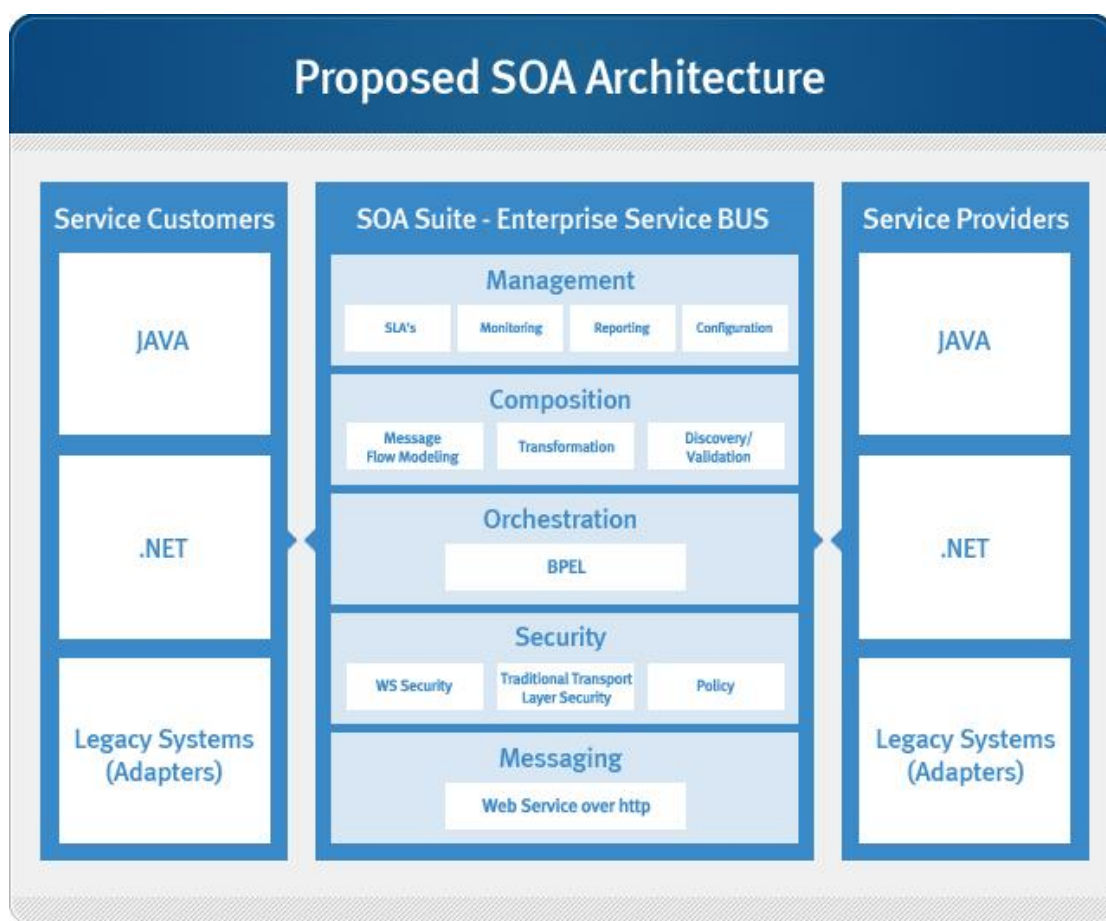 Proposed SOA Architecture
Service Customers
JAVA
.NET
Legacy Systems
(Adapters)
SOA Suite - Enterprise Service BUS
Management
SLA's
Monitoring
Reporting
Configuration
Composition
Message
Flow Modeling
Transformation
Discovery/
Validation
Orchestration
BPEL
Security
WS Security
Traditional Transport
Layer Security
Policy
Messaging
Web Service over http
Service Providers
JAVA
.NET
Legacy Systems
(Adapters)